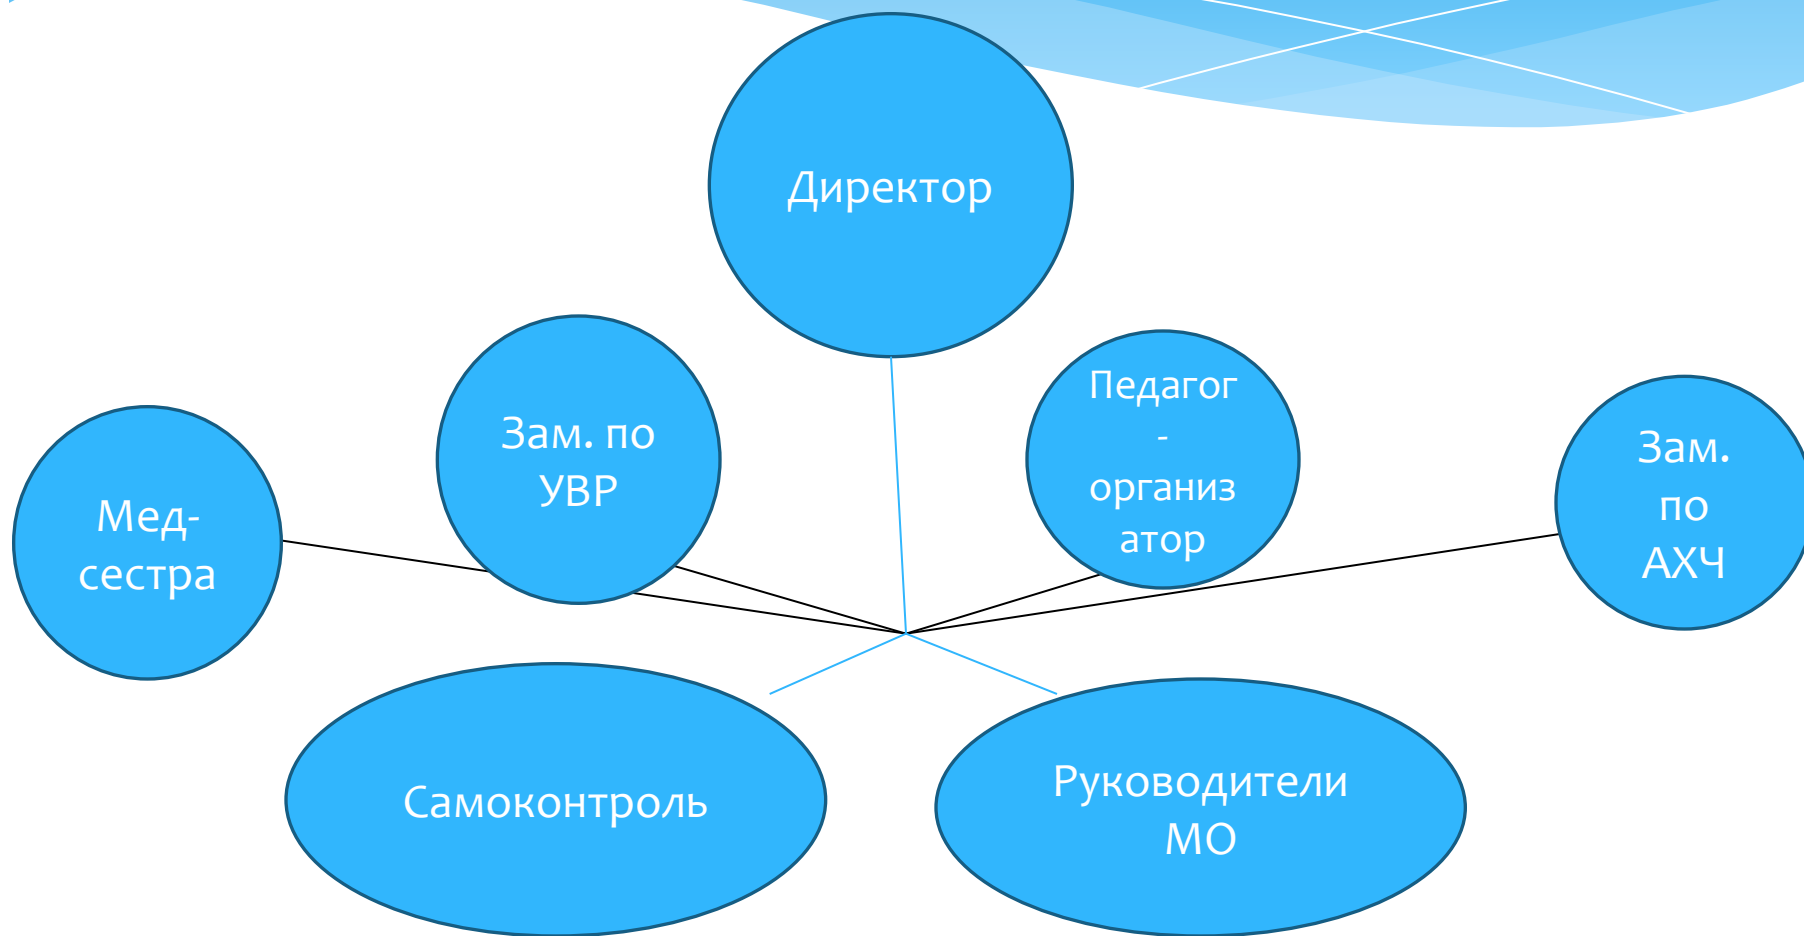 Директор
Зам. по
УВР
Педагог
-
организ
атор
Зам.
по
АХЧ
Мед-
сестра
Самоконтроль
Руководители
МО